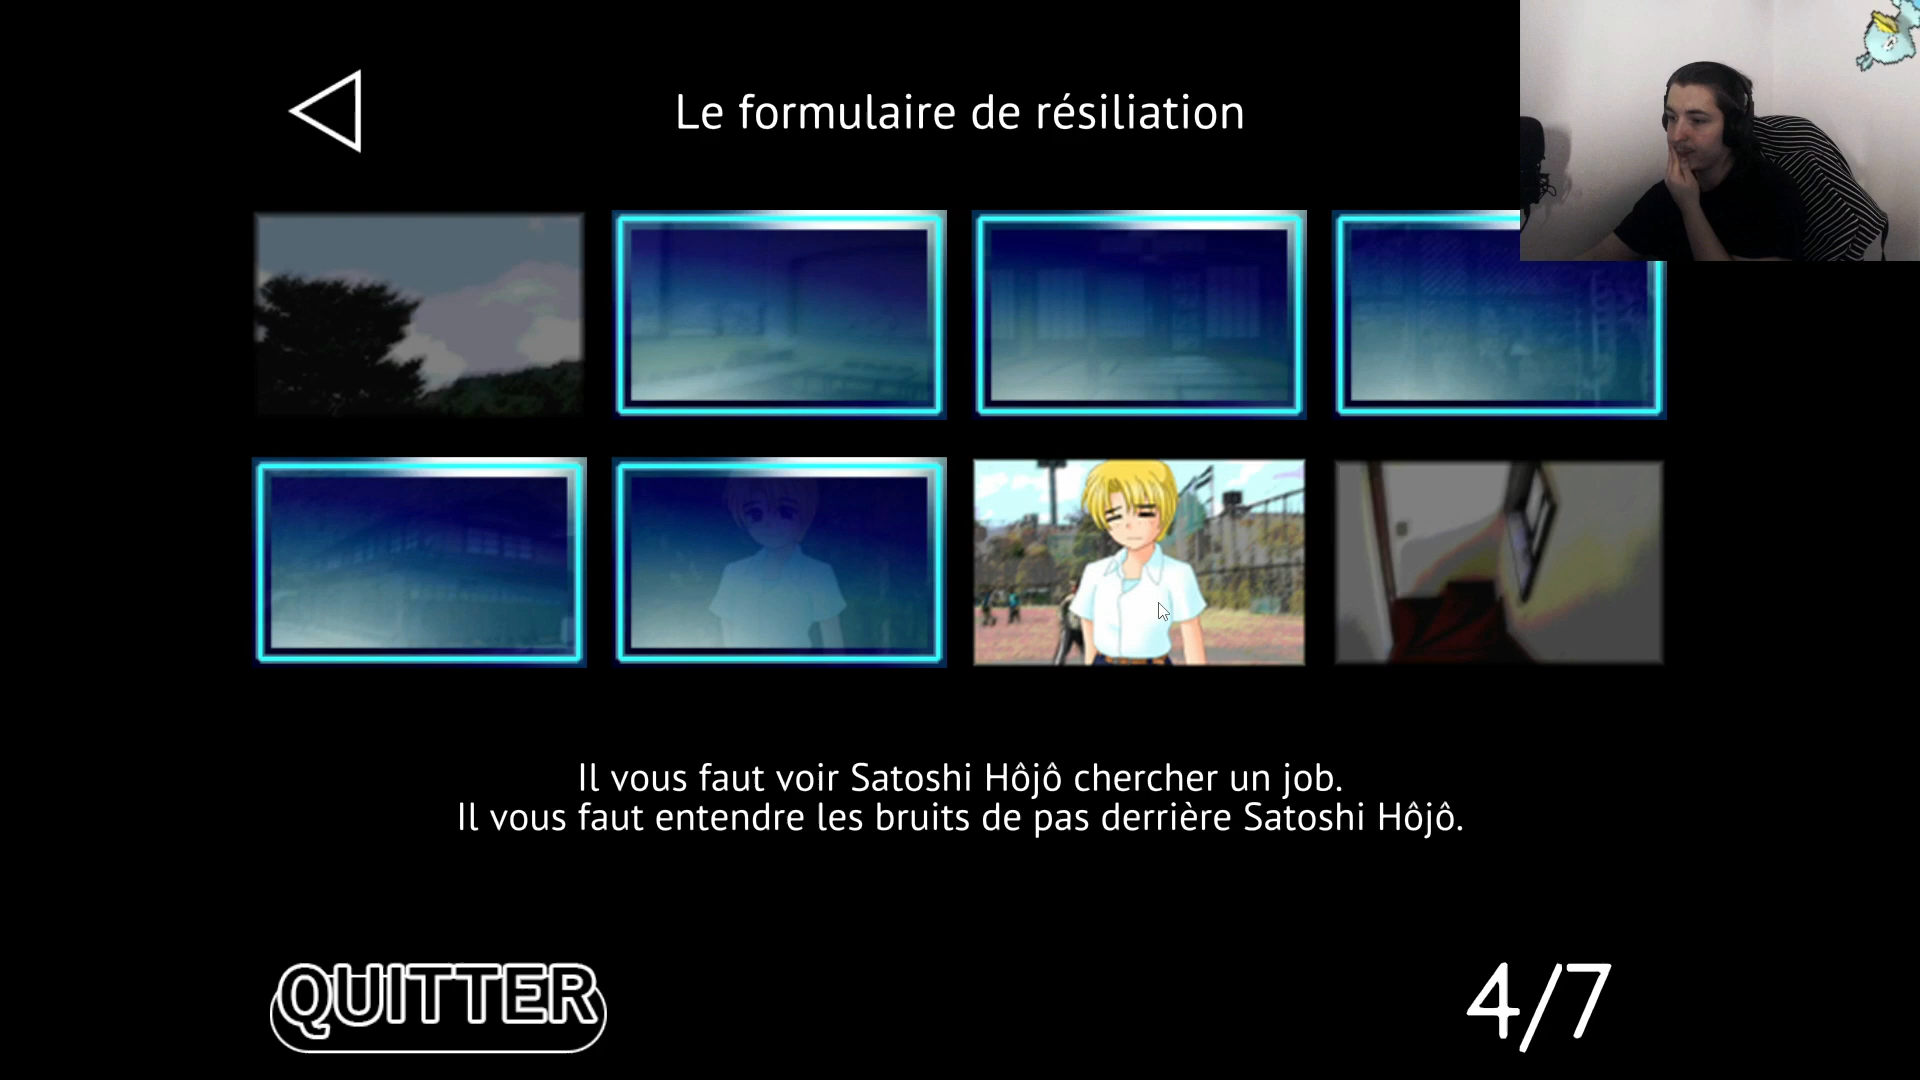 Le formulaire de résiliation
Il vous faut voir Satoshi Hôjô chercher un job.
Il vous faut entendre les bruits de pas derrière Satoshi Hôjô.
QUITTER
4/7